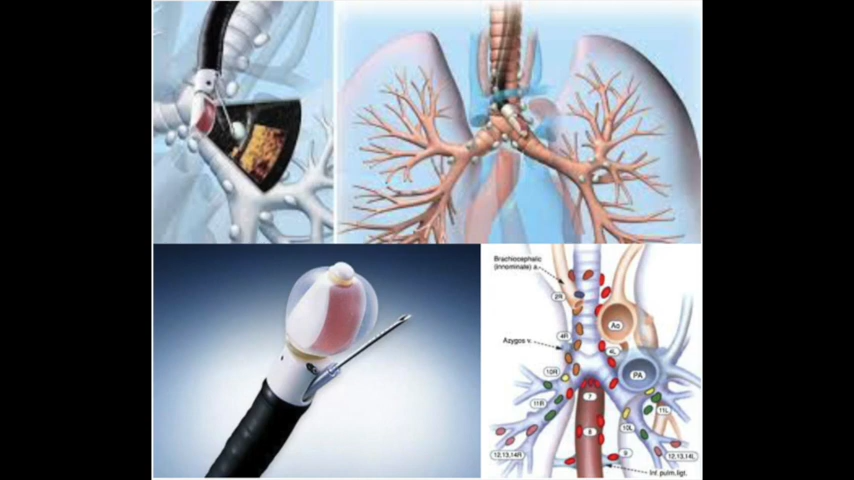 Brachiocephalic
(innominate) a.
2R
Ao
4R
Azygos v.
4L
PA
10R
7
11R
11L
10L
8
12,13,14R
9
12,13,14L
Inf. pulm. ligt.